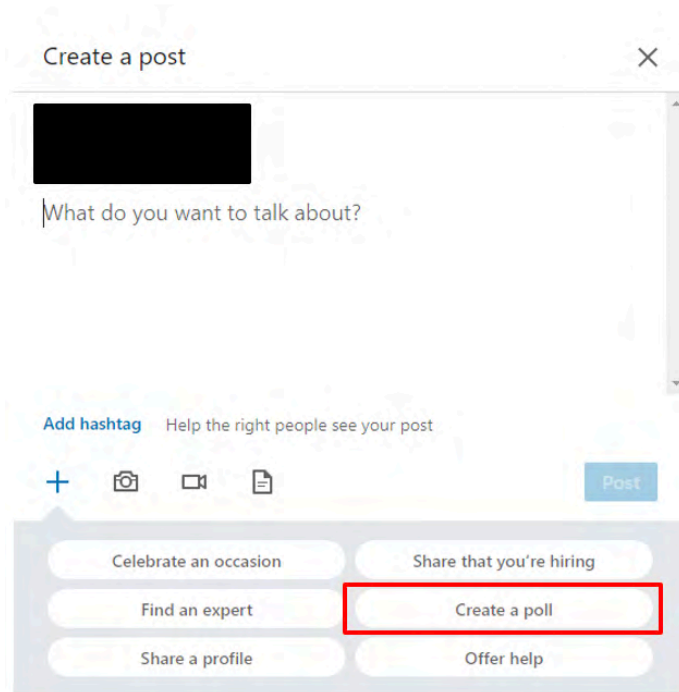 Create a post
What do you want to talk about?
Add hashtag Help the right people see your post
Post
Celebrate an occasion Share that you're hiring
Find an expert Create a poll
Share a profile Offer help